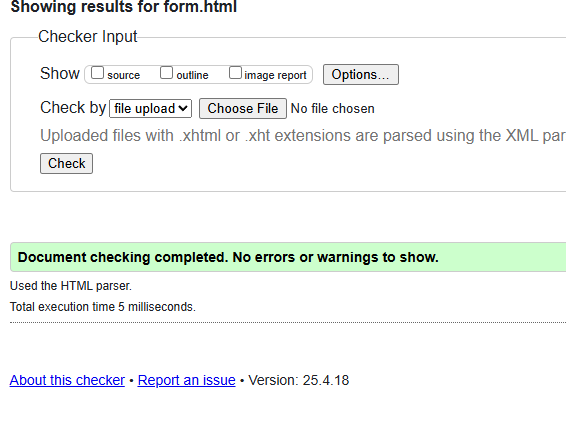 Showing results for form.html
Checker Input
Show source outline image report Options...
Check by file upload Choose File No file chosen
Uploaded files with .xhtml or .xht extensions are parsed using the XML par
Check
Document checking completed. No errors or warnings to show.
Used the HTML parser.
Total execution time 5 milliseconds.
About this checker • Report an issue • Version: 25.4.18